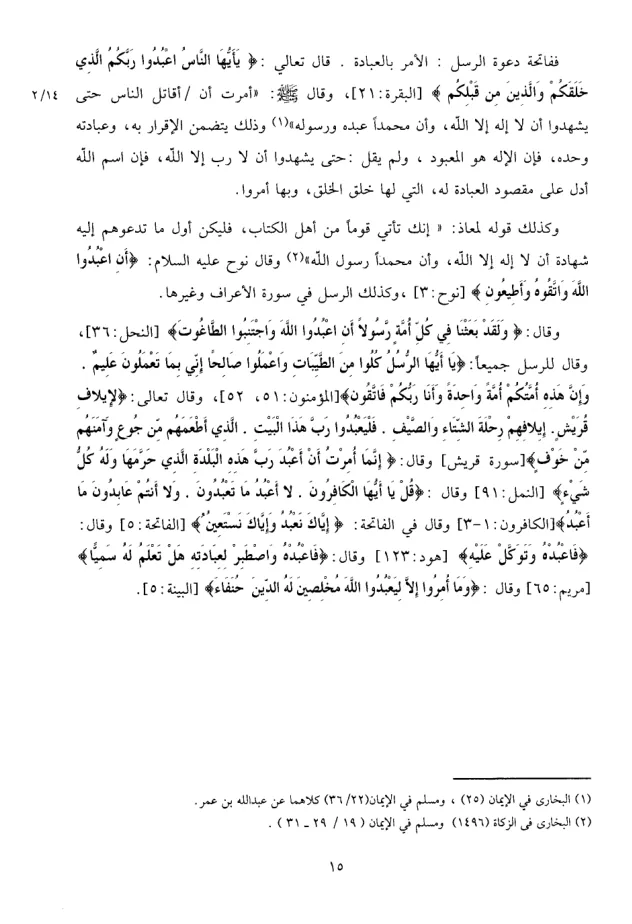 ففاتحة دعوة الرسل : الأمر بالعبادة . قال تعالي :﴿ يَأَيُّهَا النَّاسُ اعْبُدُوا رَبَّكُمُ الَّذِي
خَلَقَكُمْ وَالَّذِينَ مِن قَبْلِكُم ﴾ [البقرة:٢١]، وقال ﷺ: «أمرت أن /أقاتل الناس حتى ٢/١٤
يشهدوا أن لا إله إلا الله، وأن محمداً عبده ورسوله»(١) وذلك يتضمن الإقرار به، وعبادته
وحده، فإن الإله هو المعبود ، ولم يقل :حتى يشهدوا أن لا رب إلا الله، فإن اسم الله
أدل على مقصود العبادة له، التي لها خلق الخلق، وبها أمروا.
وكذلك قوله لمعاذ: « إنك تأتي قوماً من أهل الكتاب، فليكن أول ما تدعوهم إليه
شهادة أن لا إله إلا الله، وأن محمداً رسول الله»(٢) وقال نوح عليه السلام: ﴿أَنِ اعْبُدُوا
اللَّهَ وَاتَّقُوهُ وَأَطِيعُونِ ﴾ [نوح:٣] ،وكذلك الرسل في سورة الأعراف وغيرها.
وقال:﴿ وَلَقَدْ بَعَثْنَا فِي كُلِّ أُمَّةٍ رَّسُولاً أَنِ اعْبُدُوا اللَّهَ وَاجْتَنِبُوا الطَّاغُوتَ﴾ [النحل:٣٦]،
وقال للرسل جميعاً:﴿يَا أَيُّهَا الرُّسُلُ كُلُوا مِنَ الطَّيِّبَاتِ وَاعْمَلُوا صَالِحًا إِنِّي بِمَا تَعْمَلُونَ عَلِيمٌ .
وَإِنَّ هَذِهِ أُمَّتُكُمْ أُمَّةً وَاحِدَةً وَأَنَا رَبُّكُمْ فَاتَّقُونِ﴾[المؤمنون:٥١، ٥٢]، وقال تعالى:﴿لإيلافِ
قُرَيْشٍ. إِيلافِهِمْ رِحْلَةَ الشِّتَاءِ وَالصَّيْفِ. فَلْيَعْبُدُوا رَبَّ هَذَا الْبَيْتِ . الَّذِي أَطْعَمَهُم مِّن جُوعٍ وَآمَنَهُم
مِّنْ خَوْفٍ﴾[سورة قريش] وقال:﴿ إِنَّمَا أُمِرْتُ أَنْ أَعْبُدَ رَبَّ هَذِهِ الْبَلْدَةِ الَّذِي حَرَّمَهَا وَلَهُ كُلُّ
شَيْءٍ﴾ [النمل:٩١] وقال :﴿قُلْ يَا أَيُّهَا الْكَافِرُونَ . لا أَعْبُدُ مَا تَعْبُدُونَ . وَلا أَنتُمْ عَابِدُونَ مَا
أَعْبُدُ﴾[الكافرون:١-٣] وقال في الفاتحة: ﴿ إِيَّاكَ نَعْبُدُ وَإِيَّاكَ نَسْتَعِينُ ﴾ [الفاتحة:٥] وقال:
﴿فَاعْبُدْهُ وَتَوَكَّلْ عَلَيْهِ﴾ [هود:١٢٣] وقال:﴿فَاعْبُدْهُ وَاصْطَبِرْ لِعِبَادَتِهِ هَلْ تَعْلَمُ لَهُ سَمِيًّا﴾
[مريم:٦٥] وقال :﴿وَمَا أُمِرُوا إِلاَّ لِيَعْبُدُوا اللَّهَ مُخْلِصِينَ لَهُ الدِّينَ حُنَفَاءَ﴾ [البينة:٥].
(١) البخارى في الإيمان (٢٥) ، ومسلم في الإيمان(٣٦/٢٢) كلاهما عن عبدالله بن عمر.
(٢) البخارى فى الزكاة (١٤٩٦) ومسلم في الإيمان ( ١٩ / ٢٩ ـ ٣١ ) .
١٥